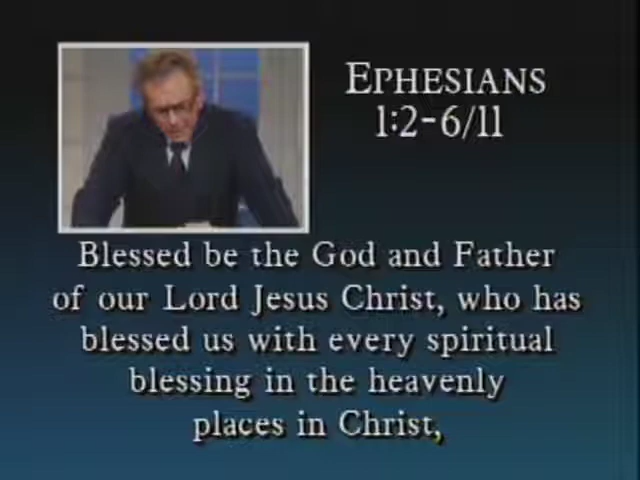 EPHESIANS
1:2-6/11
Blessed be the God and Father
of our Lord Jesus Christ, who has
blessed us with every spiritual
blessing in the heavenly
places in Christ,